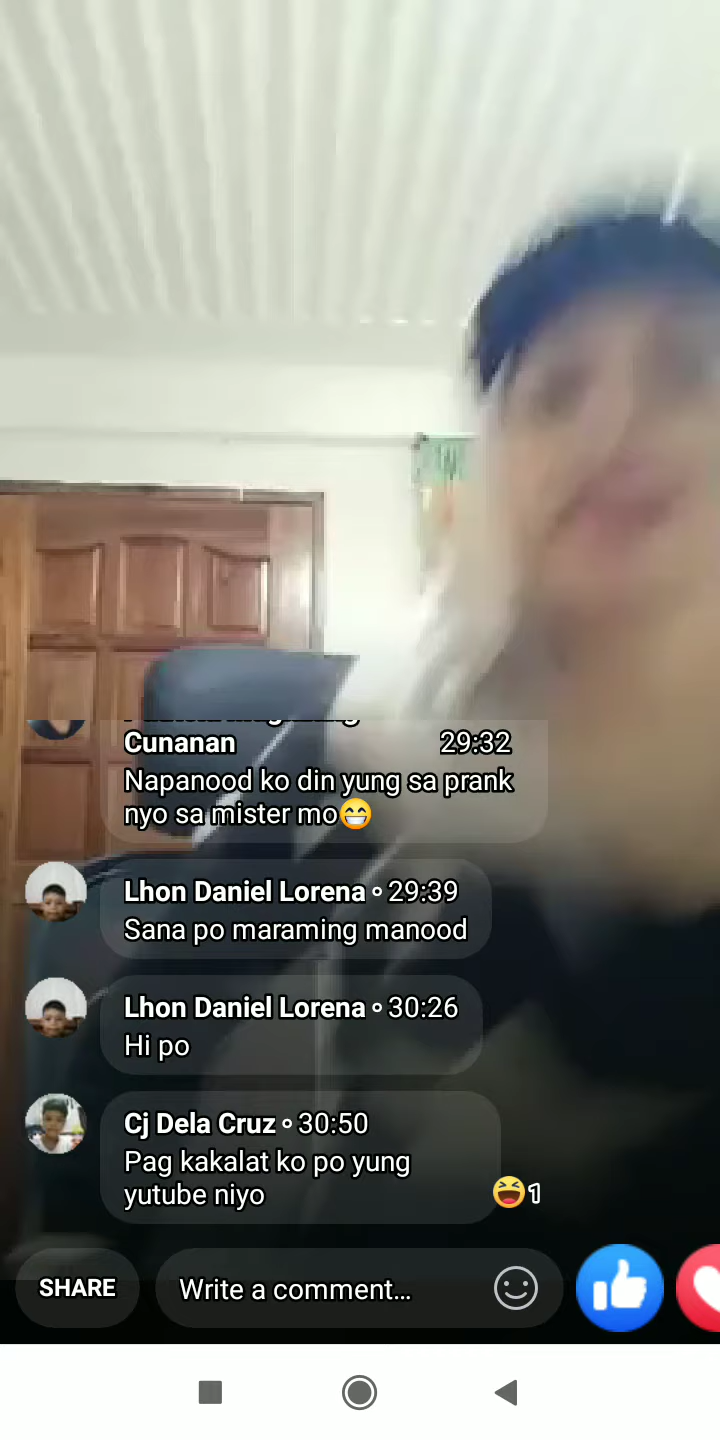 Cunanan 29:32
Napanood ko din yung sa prank
nyo sa mister mo😁
Lhon Daniel Lorena 29:39
Sana po maraming manood
Lhon Daniel Lorena 30:26
Hi po
Cj Dela Cruz 30:50
Pag kakalat ko po yung
yutube niyo
1
SHARE
Write a comment...